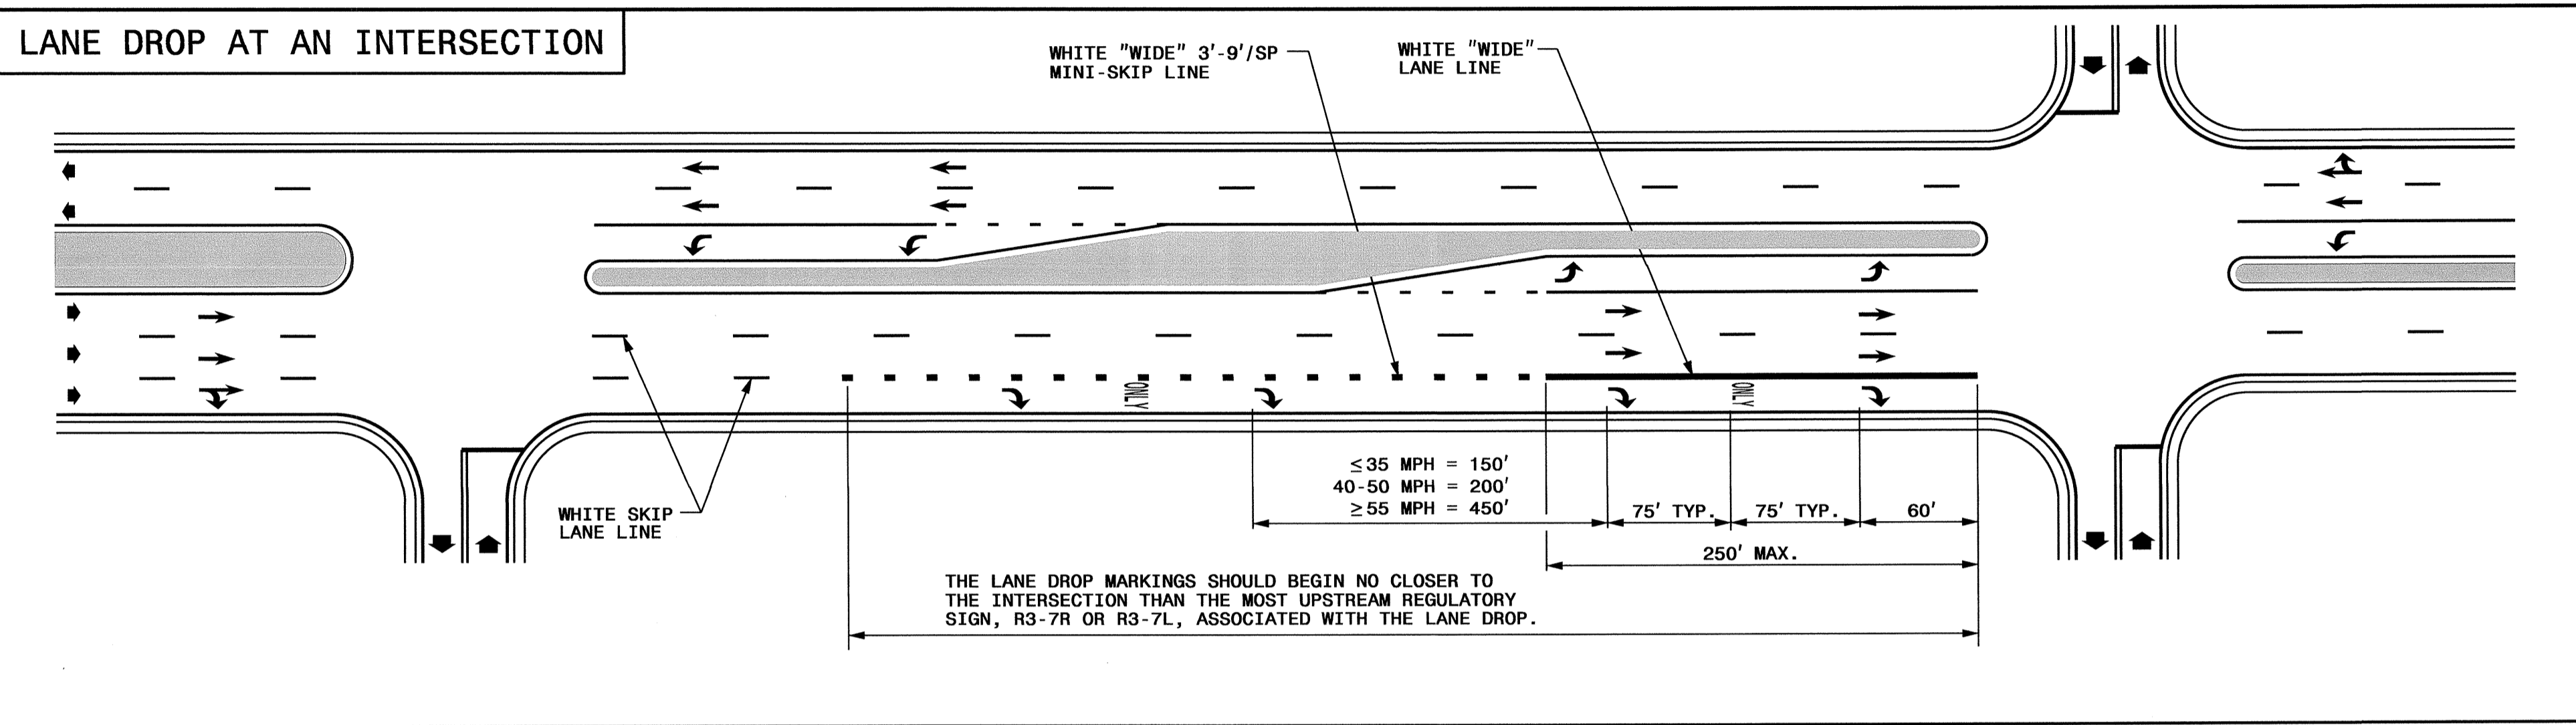 LANE DROP AT AN INTERSECTION
WHITE "WIDE" 3'-9'/SP
MINI-SKIP LINE
WHITE "WIDE"
LANE LINE
ONLY
ONLY
WHITE SKIP
LANE LINE
≤35 MPH = 150'
40-50 MPH = 200'
≥55 MPH = 450'
75' TYP.
75' TYP.
60'
250' MAX.
THE LANE DROP MARKINGS SHOULD BEGIN NO CLOSER TO
THE INTERSECTION THAN THE MOST UPSTREAM REGULATORY
SIGN, R3-7R OR R3-7L, ASSOCIATED WITH THE LANE DROP.